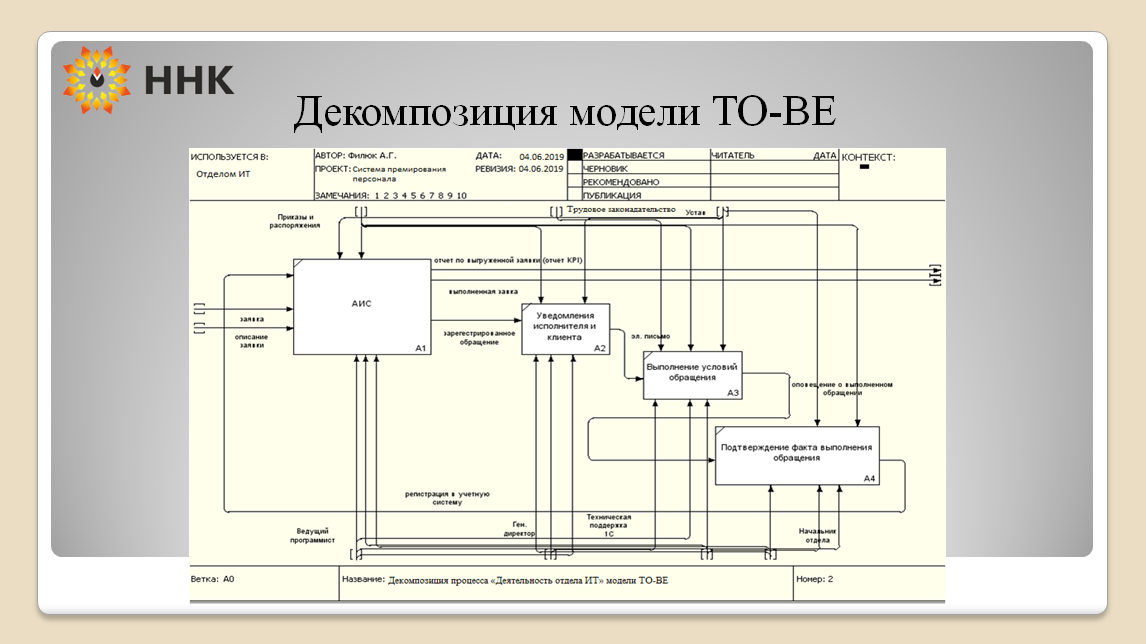 ННК
Декомпозиция модели TO-BE
ИСПОЛЬЗУЕТСЯ В:
Отделом ИТ
АВТОР: Филюк А.Г.
ДАТА: 04.06.2019
ПРОЕКТ: Система премирования
персонала
РЕВИЗИЯ: 04.06.2019
ЗАМЕЧАНИЯ: 1 2 3 4 5 6 7 8 9 10
РАЗРАБАТЫВАЕТСЯ
ЧЕРНОВИК
РЕКОМЕНДОВАНО
ПУБЛИКАЦИЯ
ЧИТАТЕЛЬ
ДАТА
КОНТЕКСТ:
Приказы и
распоряжения
Трудовое законадательство
Устав
отчет по выгруженной заявки (отчет KPI)
АИС
A1
выполненная завка
заявка
описание
заявки
зарегестрированное
обращение
Уведомления
исполнителя и
клиента
A2
эл. письмо
Выполнение условий
обращения
A3
оповещение о выполненном
обращении
Подтверждение факта выполнения
обращения
A4
регистрация в учетную
систему
Ведущий
программист
Ген.
директор
Техническая
поддержка
1С
Начальник
отдела
Ветка: A0
Название: Декомпозиция процесса «Деятельность отдела ИТ» модели TO-BE
Номер: 2